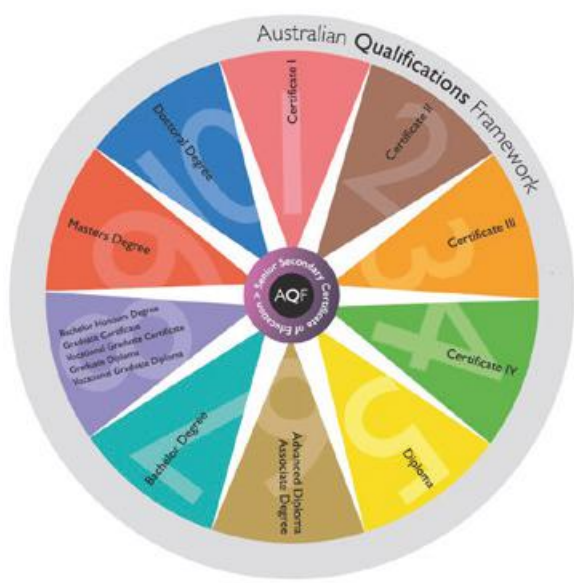 Australian Qualifications Framework
1
Certificate I
2
Certificate II
3
Certificate III
4
Certificate IV
5
Diploma
6
Advanced Diploma
Associate Degree
7
Bachelor Degree
8
Bachelor Honours Degree
Graduate Certificate
Vocational Graduate Certificate
Graduate Diploma
Vocational Graduate Diploma
9
Masters Degree
10
Doctoral Degree
Senior Secondary Certificate of Education >
AQF